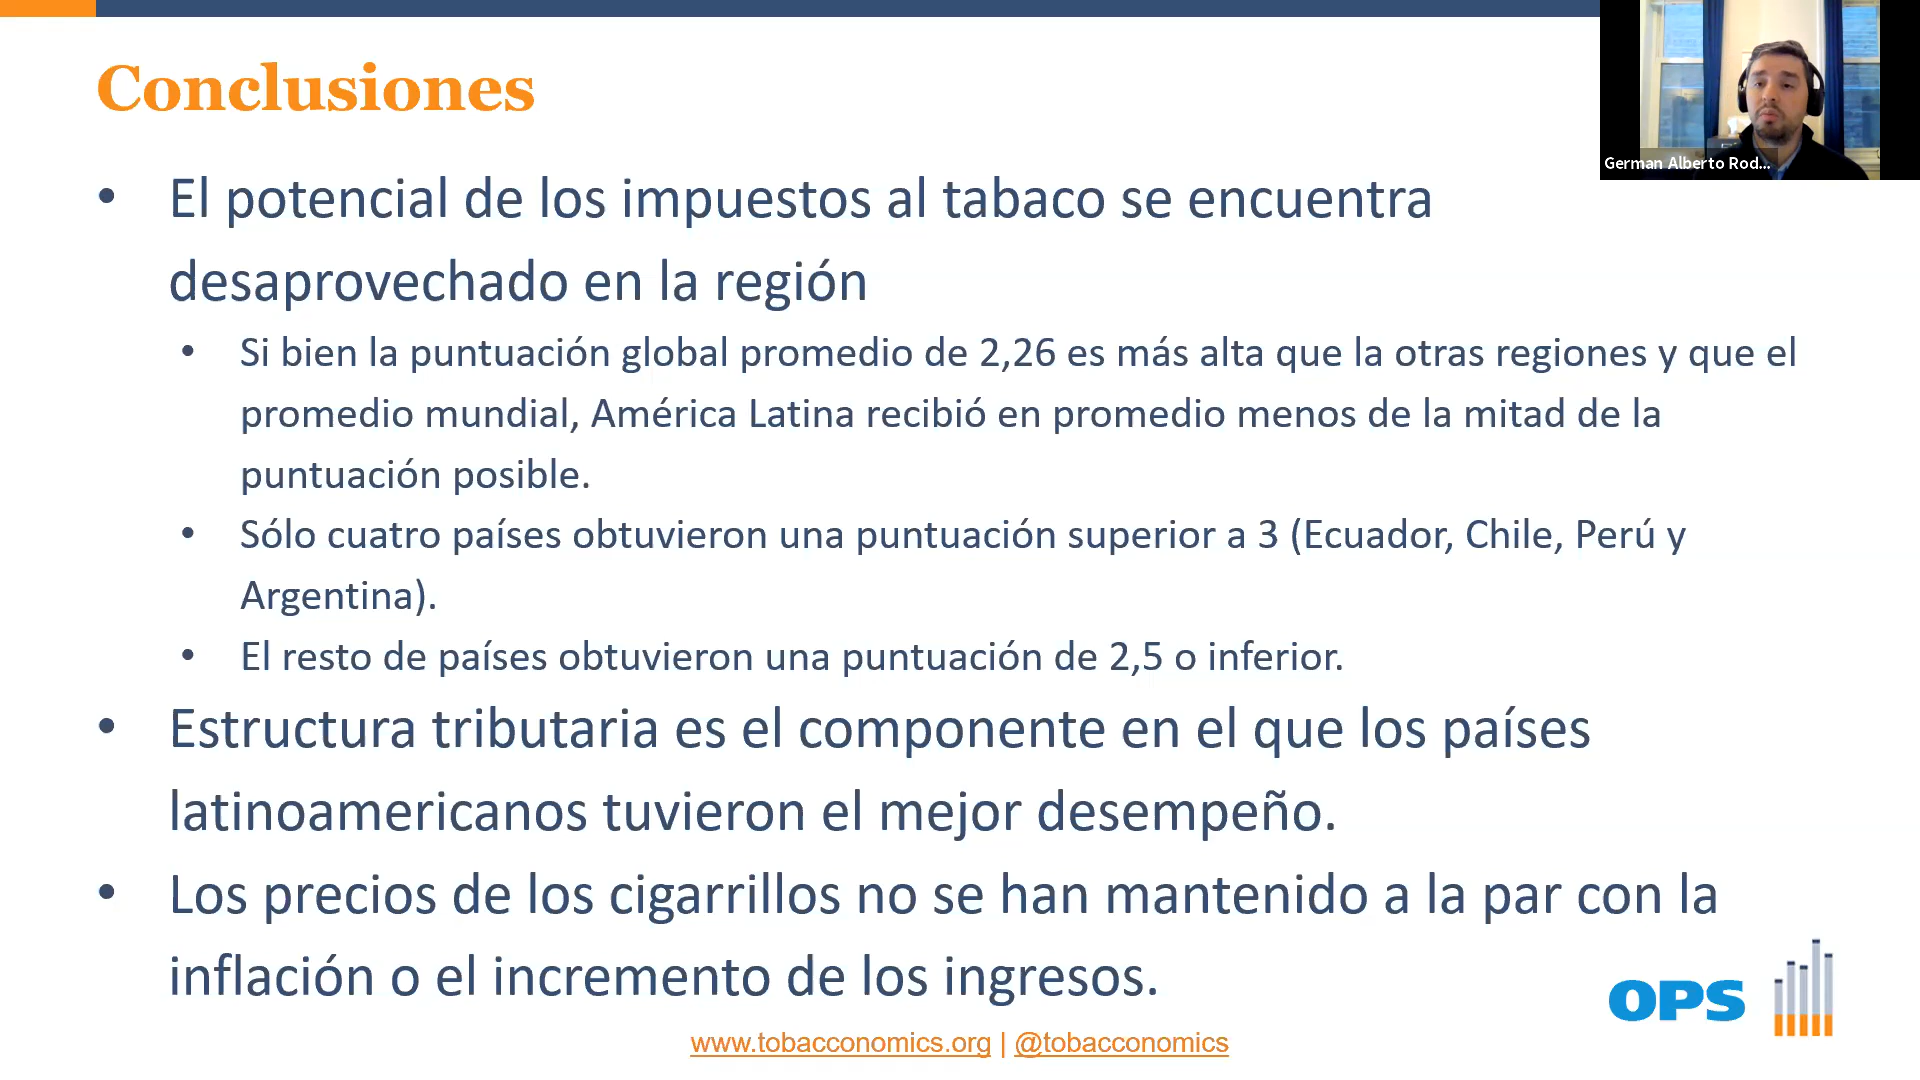 Conclusiones
German Alberto Rod...
• El potencial de los impuestos al tabaco se encuentra
desaprovechado en la región
• Si bien la puntuación global promedio de 2,26 es más alta que la otras regiones y que el
promedio mundial, América Latina recibió en promedio menos de la mitad de la
puntuación posible.
• Sólo cuatro países obtuvieron una puntuación superior a 3 (Ecuador, Chile, Perú y
Argentina).
• El resto de países obtuvieron una puntuación de 2,5 o inferior.
• Estructura tributaria es el componente en el que los países
latinoamericanos tuvieron el mejor desempeño.
• Los precios de los cigarrillos no se han mantenido a la par con la
inflación o el incremento de los ingresos.
OPS
www.tobacconomics.org | @tobacconomics